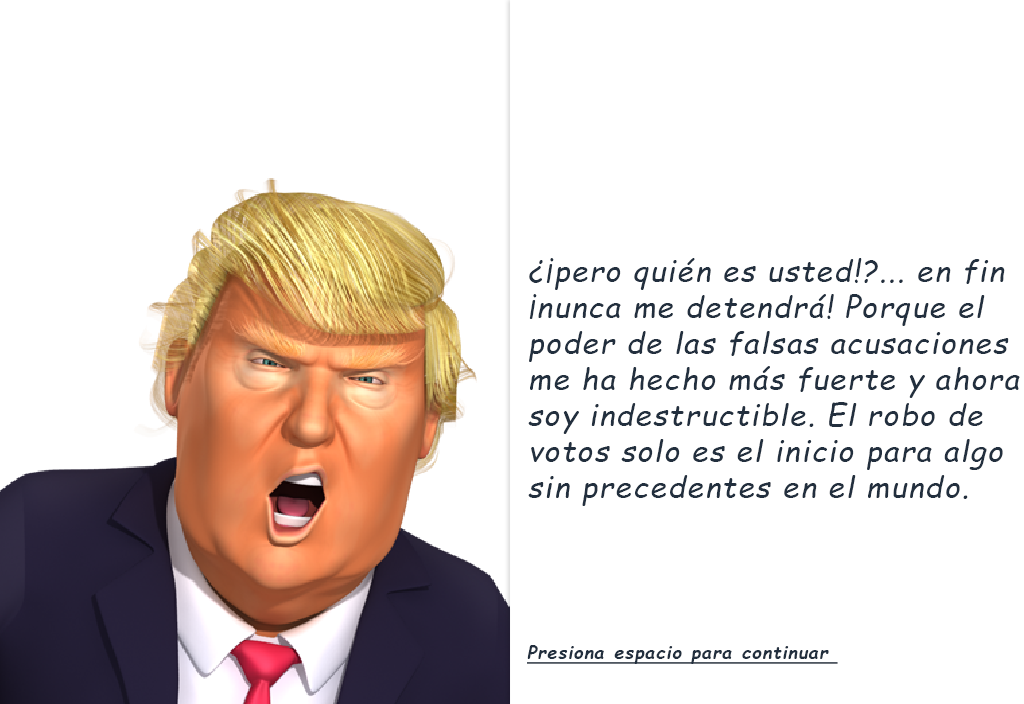 ¿¡pero quién es usted!?... en fin
¡nunca me detendrá! Porque el
poder de las falsas acusaciones
me ha hecho más fuerte y ahora
soy indestructible. El robo de
votos solo es el inicio para algo
sin precedentes en el mundo.
Presiona espacio para continuar